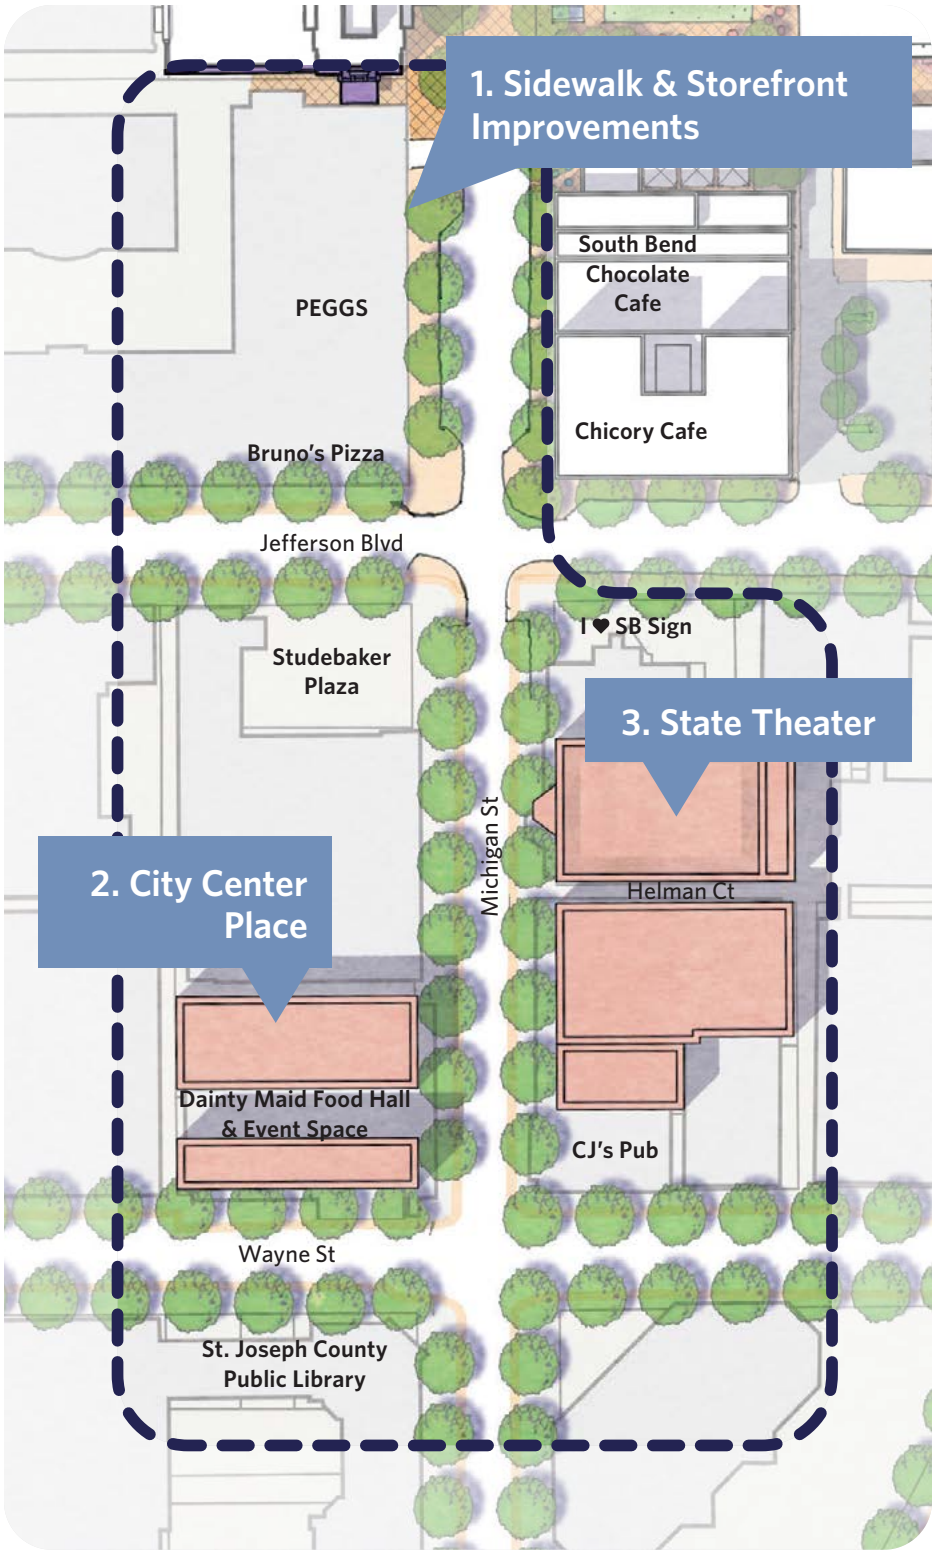 1. Sidewalk & Storefront
Improvements
South Bend
Chocolate
Cafe
PEGGS
Chicory Cafe
Bruno's Pizza
Jefferson Blvd
I ♥ SB Sign
Studebaker
Plaza
3. State Theater
Michigan St
2. City Center
Place
Helman Ct
Dainty Maid Food Hall
& Event Space
CJ's Pub
Wayne St
St. Joseph County
Public Library